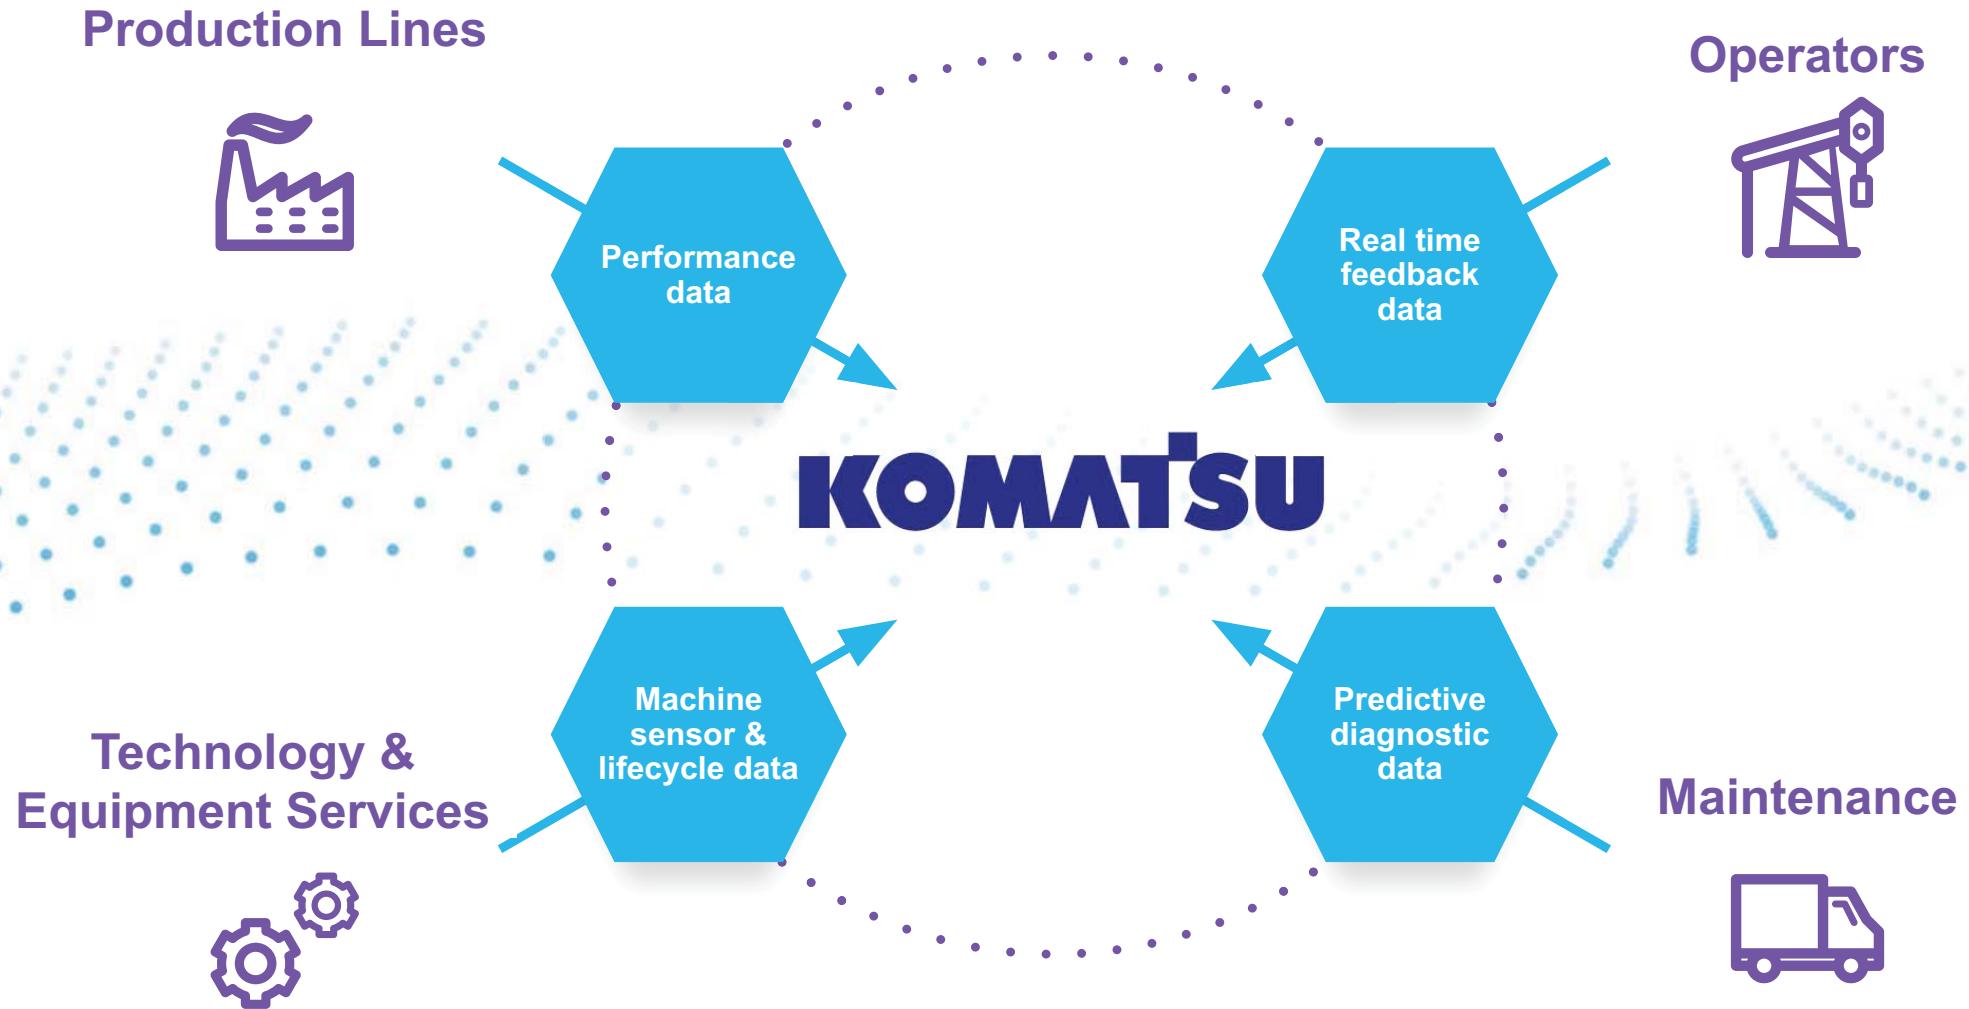 Production Lines
Operators
Performance
data
Real time
feedback
data
KOMATSU
Machine
sensor &
lifecycle data
Predictive
diagnostic
data
Technology &
Equipment Services
Maintenance